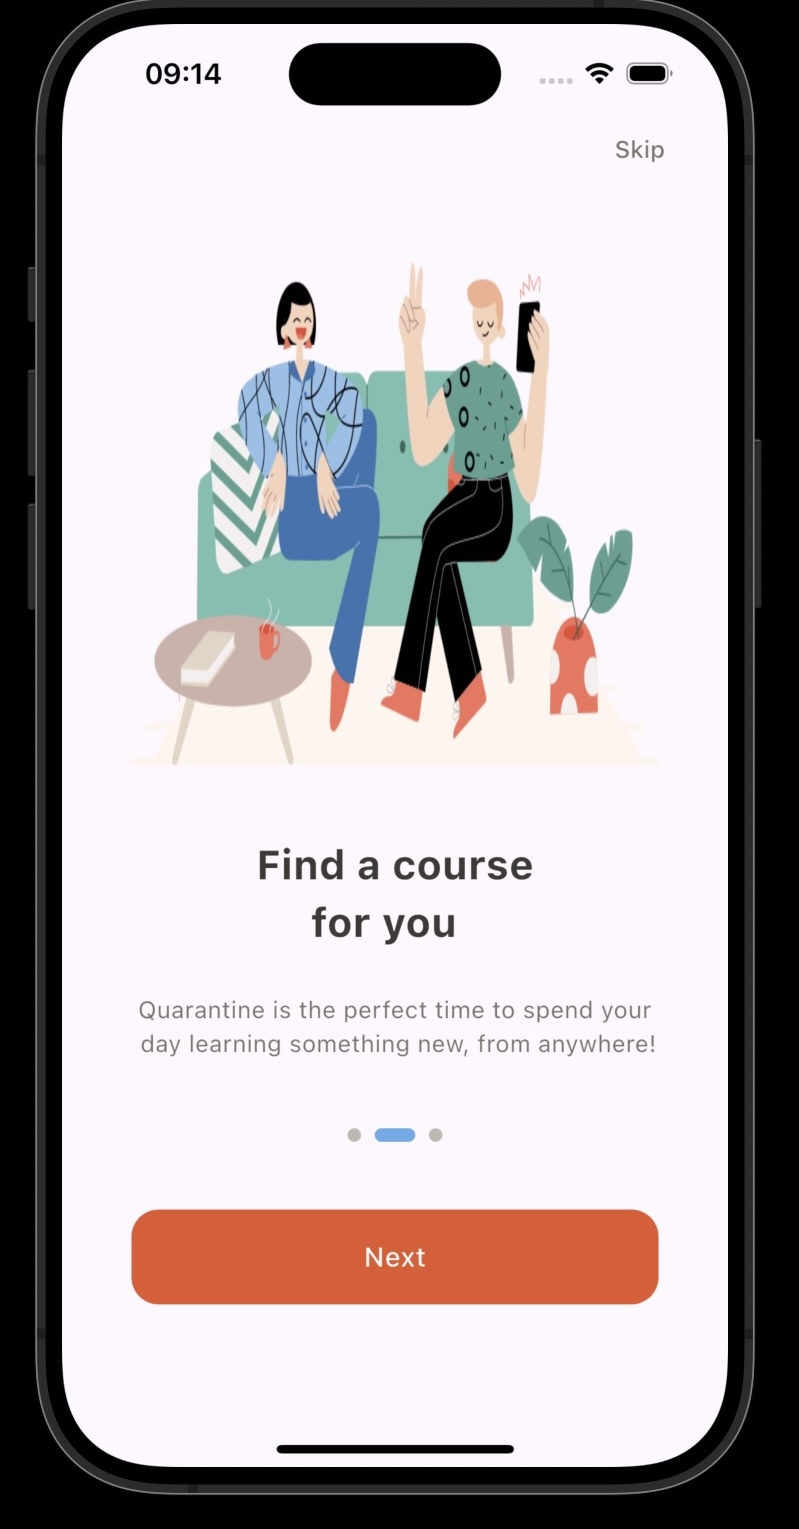 09:14
Skip
Find a course
for you
Quarantine is the perfect time to spend your
day learning something new, from anywhere!
Next